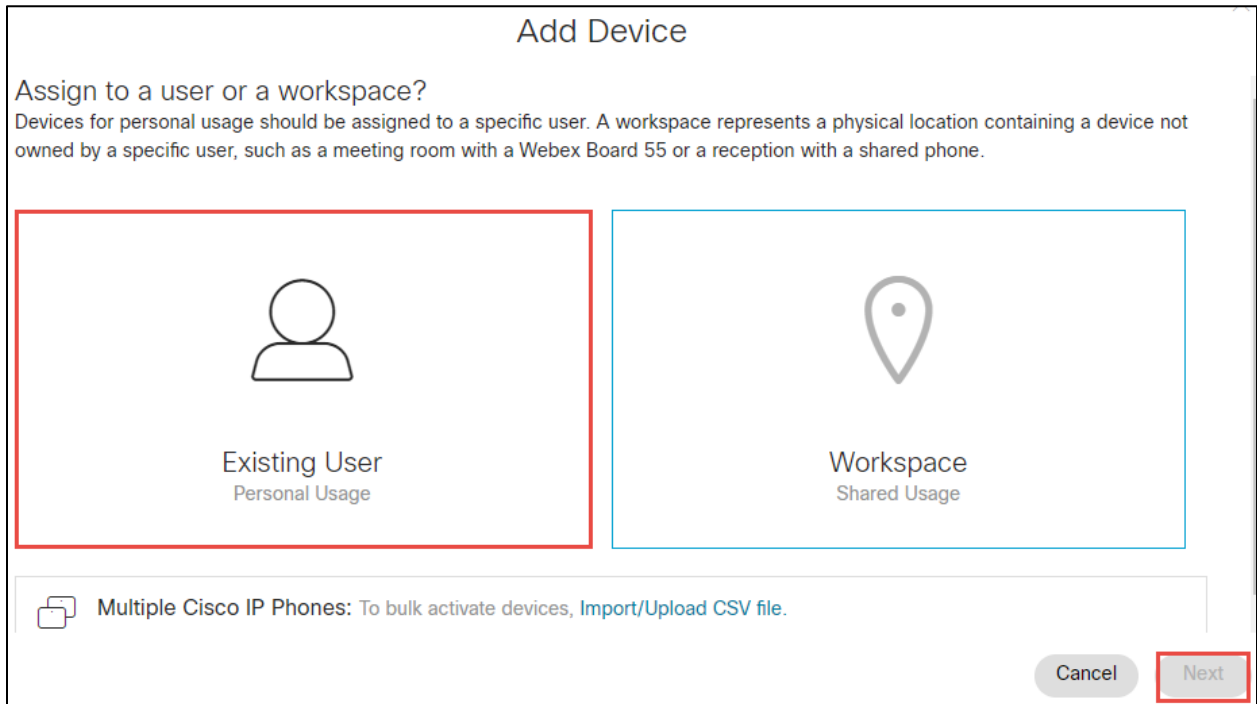 Add Device
Assign to a user or a workspace?
Devices for personal usage should be assigned to a specific user. A workspace represents a physical location containing a device not
owned by a specific user, such as a meeting room with a Webex Board 55 or a reception with a shared phone.
Existing User
Personal Usage
Workspace
Shared Usage
Multiple Cisco IP Phones: To bulk activate devices, Import/Upload CSV file.
Cancel
Next